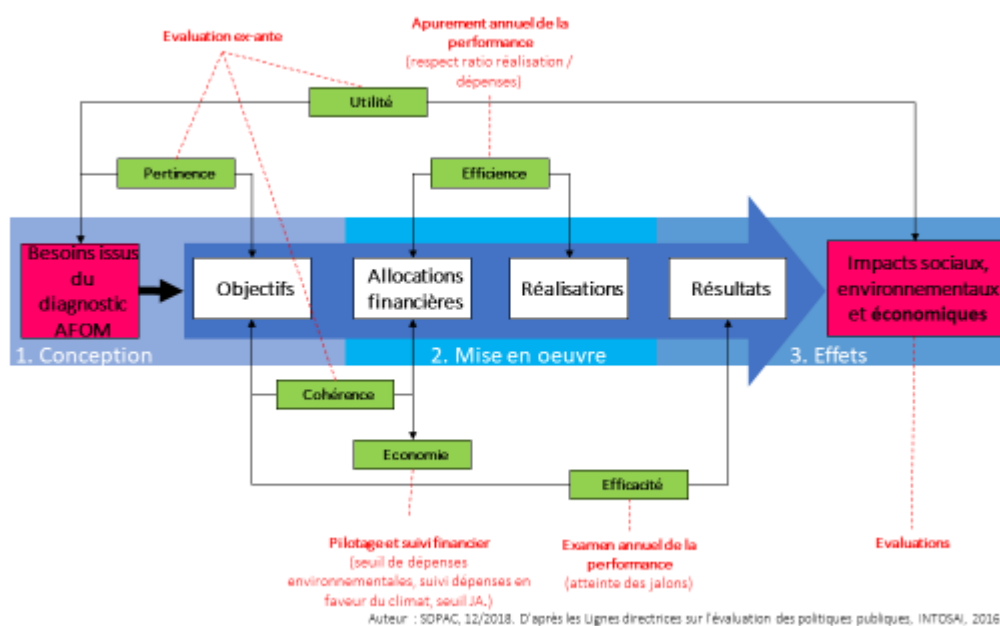 Evaluation ex-ante
Apurement annuel de la
performance
(respect ratio réalisation /
dépenses)
Utilité
Pertinence
Efficience
Besoins issus
du
diagnostic
AFOM
Objectifs
Allocations
financières
Réalisations
Résultats
Impacts sociaux,
environnementaux
et économiques
1. Conception
2. Mise en oeuvre
3. Effets
Cohérence
Economie
Efficacité
Pilotage et suivi financier
(seuil de dépenses
environnementales, suivi dépenses en
faveur du climat, seuil JA.)
Examen annuel de la
performance
(atteinte des jalons)
Evaluations
Auteur : SDPAC, 12/2018. D'après les Lignes directrices sur l'évaluation des politiques publiques, INTOSAI, 2016